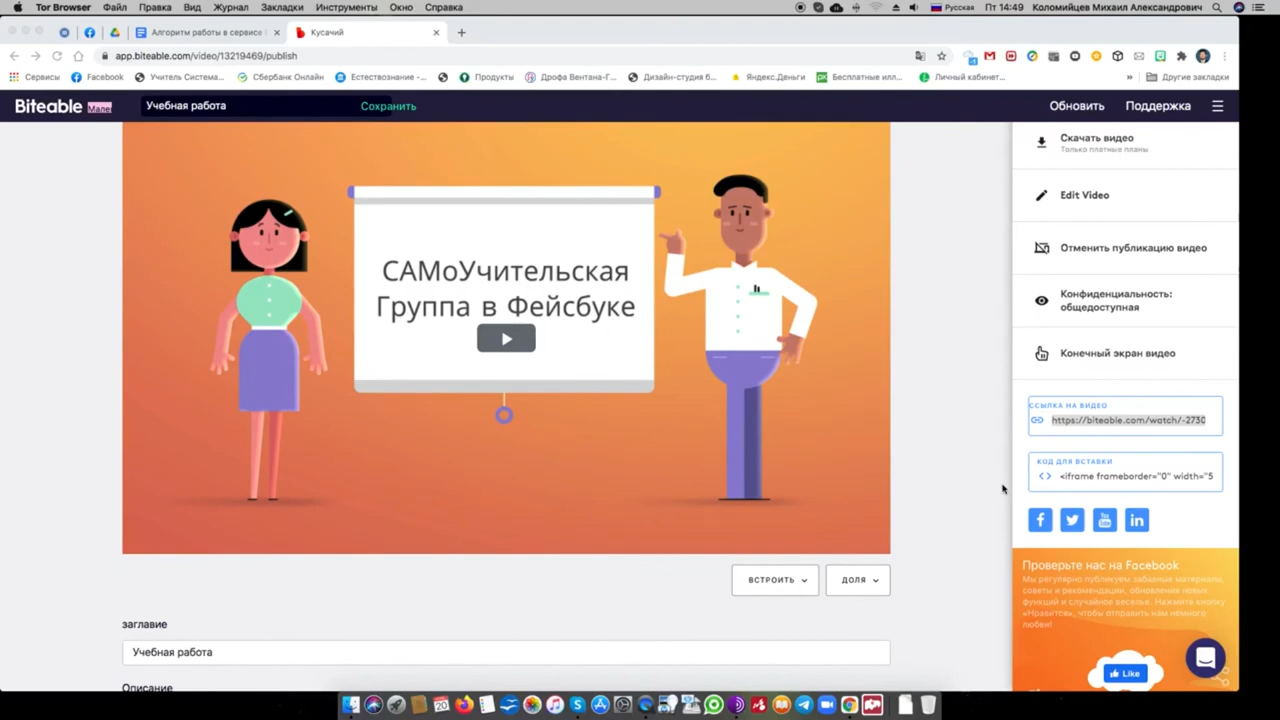 Tor Browser Файл Правка Вид Журнал Закладки Инструменты Окно Справка
Русская Пт 14:49 Коломийцев Михаил Александрович
Алгоритм работы в сервисе Кусачий
app.biteable.com/video/13219469/publish
Сервисы Facebook Учитель Система... Сбербанк Онлайн Естествознание -... Продукты Дрофа Вентана-Г... Дизайн-студия б... Яндекс.Деньги Бесплатные илл... Личный кабинет... » Другие закладки
Biteable Учебная работа Сохранить Обновить Поддержка
Скачать видео
Только платные планы
Edit Video
Отменить публикацию видео
Конфиденциальность:
общедоступная
Конечный экран видео
САМоУчительская
Группа в Фейсбуке
ССЫЛКА НА ВИДЕО
https://biteable.com/watch/-2730
КОД ДЛЯ ВСТАВКИ
<iframe frameborder="0" width="5
Проверьте нас на Facebook
Мы регулярно публикуем забавные материалы,
советы и рекомендации, обновления новых
функций и случайное веселье. Нажмите кнопку
«Нравится», чтобы отправить нам немного
любви!
Like
ВСТРОИТЬ ДОЛЯ
заглавие
Учебная работа
Описание